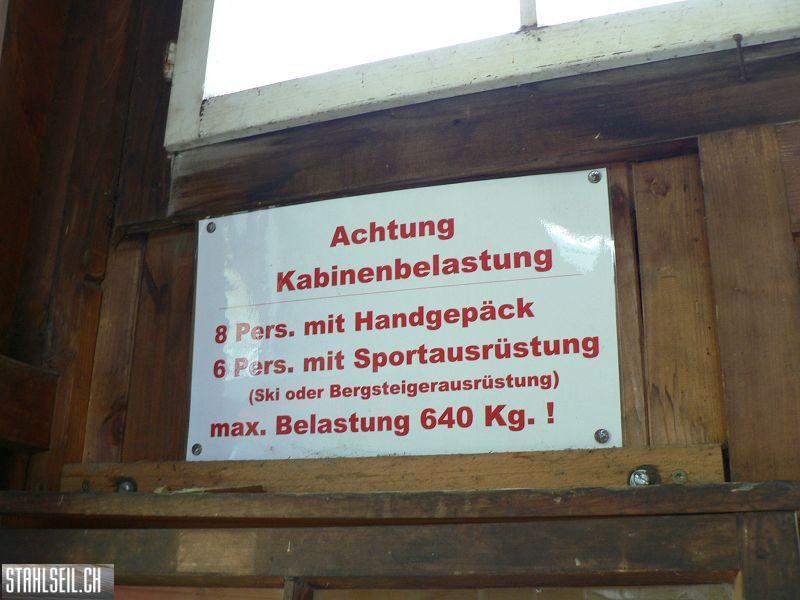 Achtung
Kabinenbelastung
8 Pers. mit Handgepäck
6 Pers. mit Sportausrüstung
(Ski oder Bergsteigerausrüstung)
max. Belastung 640 Kg. !
STAHLSEIL.CH